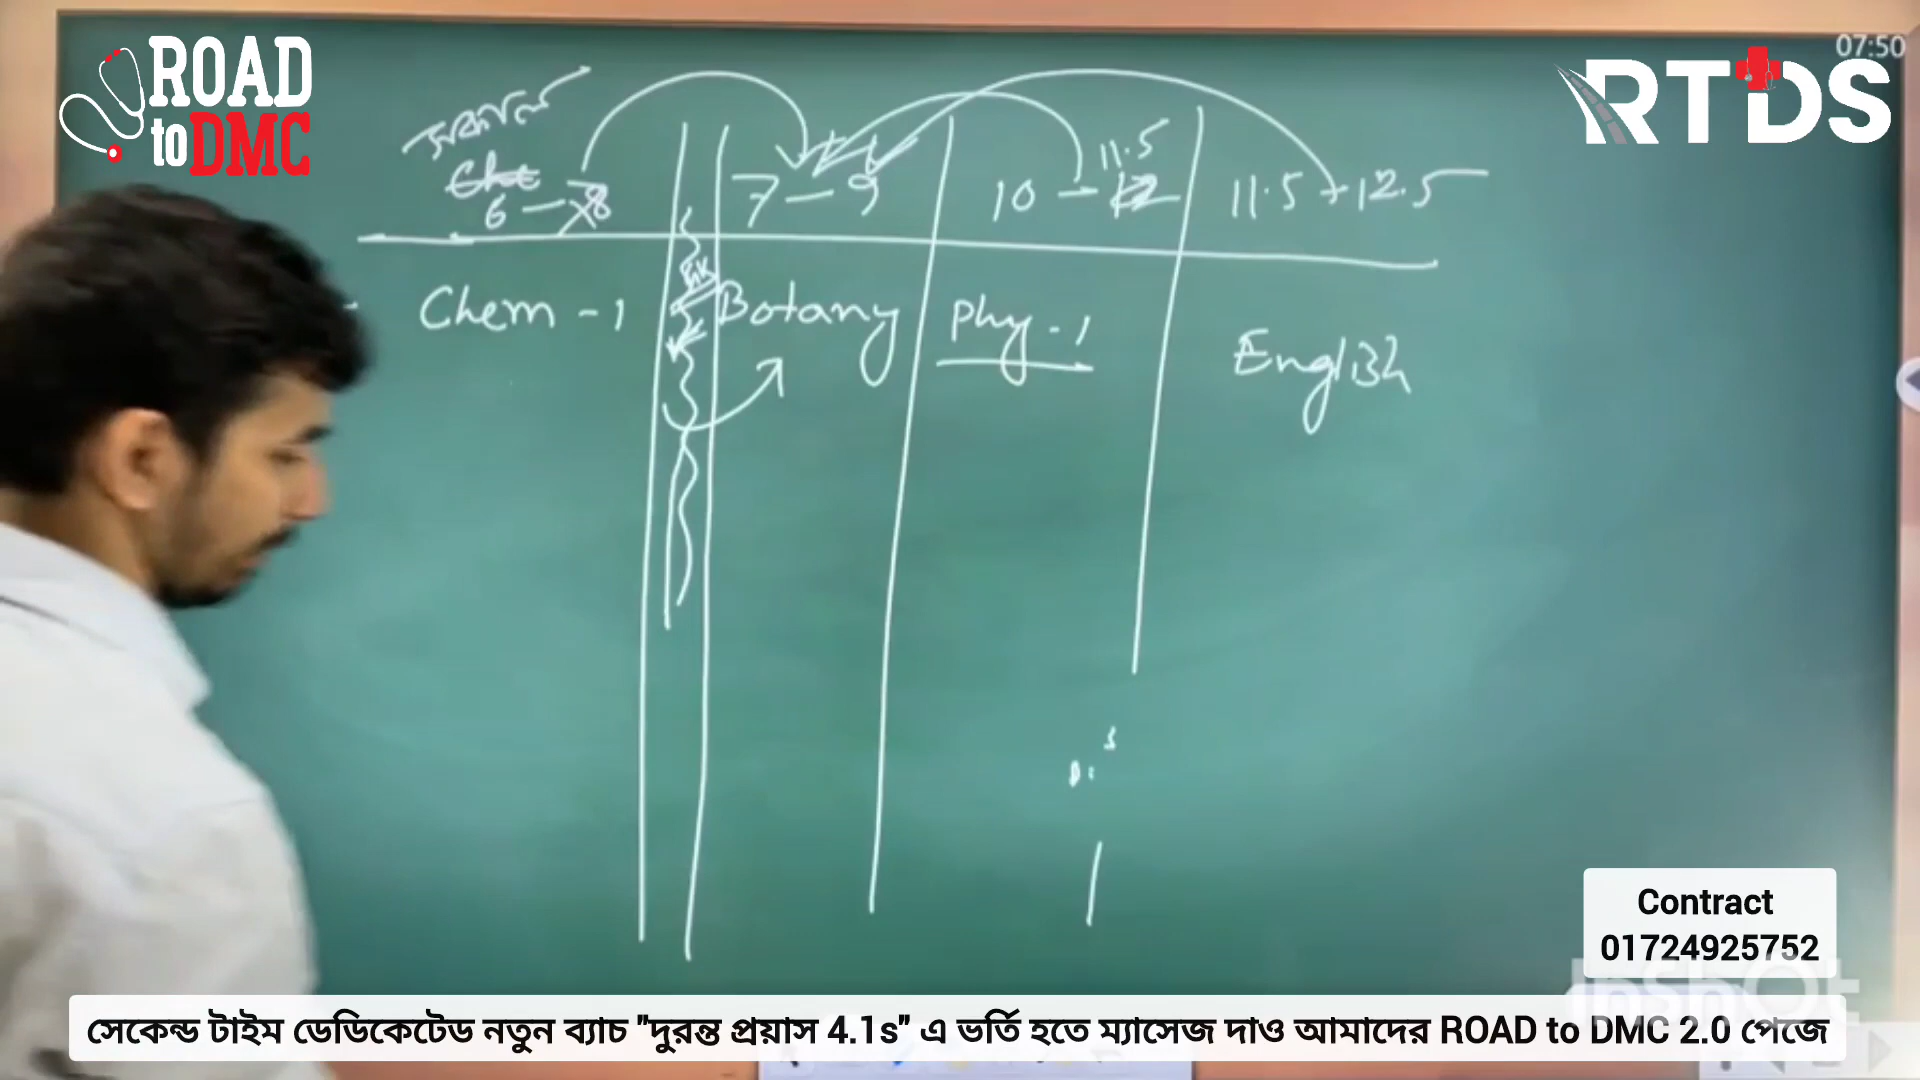 ROAD
to DMC
RTDS
07:50
সকাল
6 - 8
7 - 9
11.5
10 - 12
11.5 - 12.5
Chem - 1
GK
Botany
Phy - 1
English
Contract
01724925752
InShOt
সেকেন্ড টাইম ডেডিকেটেড নতুন ব্যাচ "দুরন্ত প্রয়াস 4.1s" এ ভর্তি হতে ম্যাসেজ দাও আমাদের ROAD to DMC 2.0 পেজে